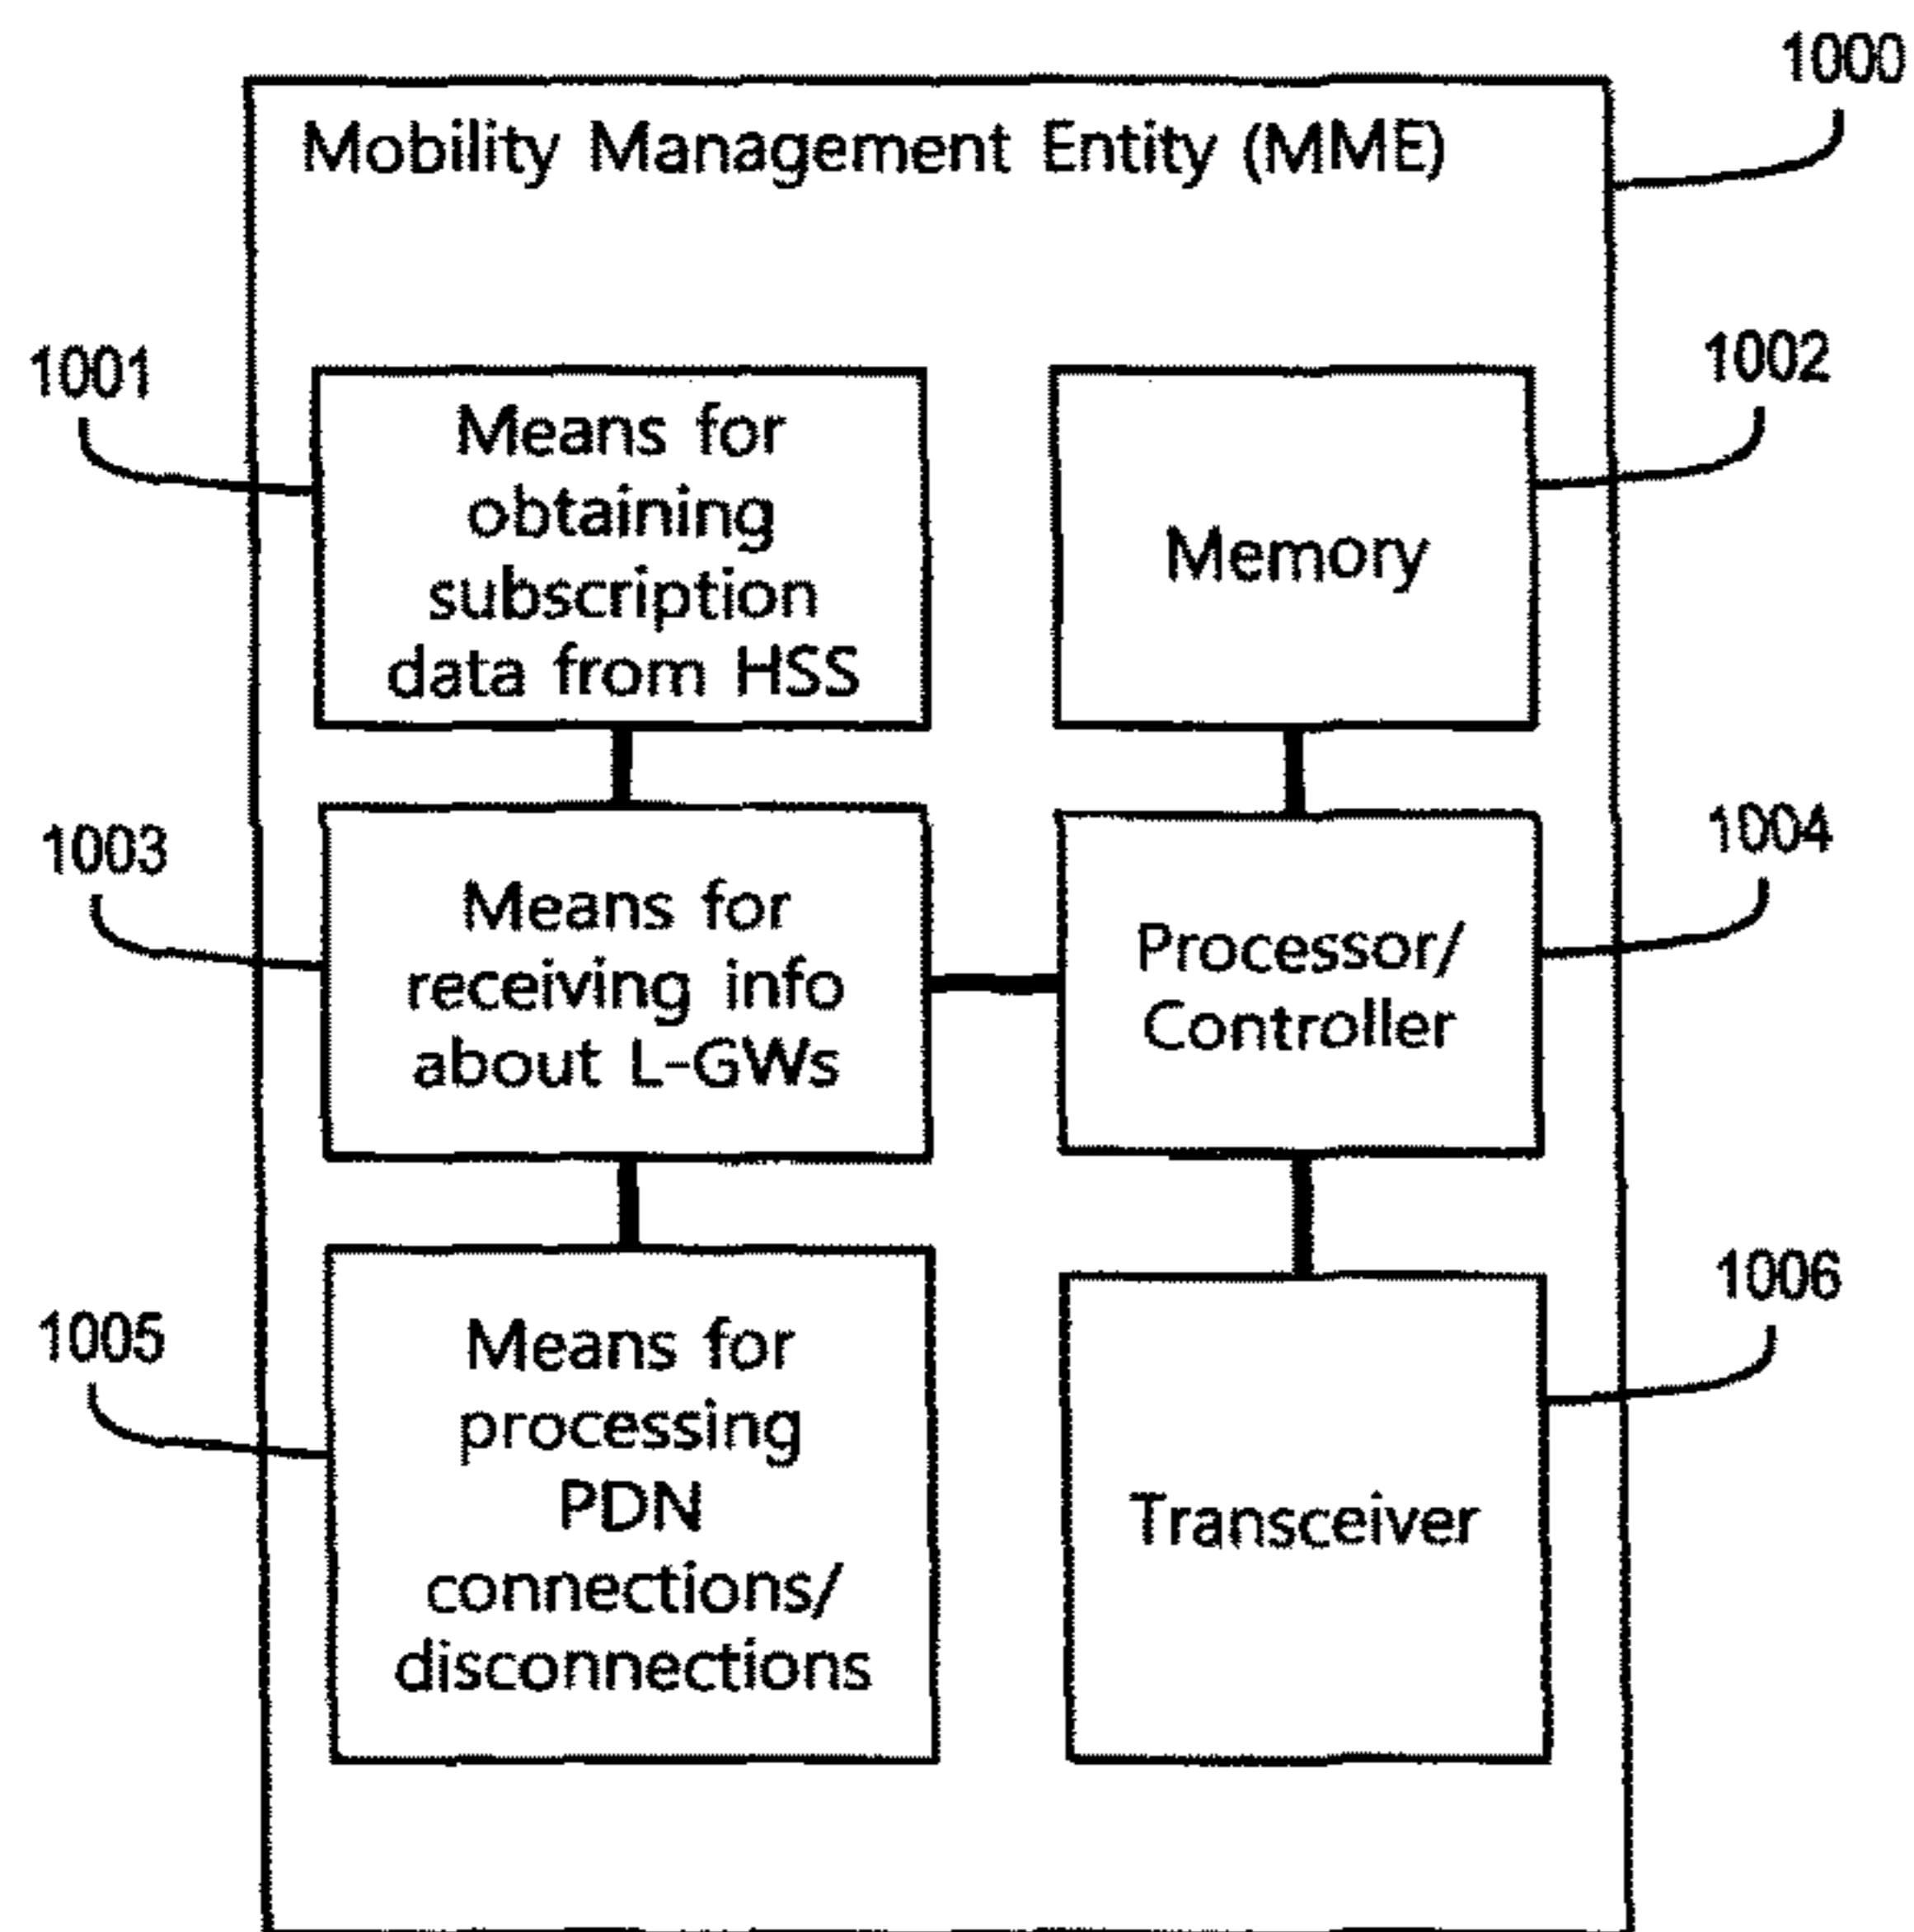 1000
Mobility Management Entity (MME)
1001
Means for
obtaining
subscription
data from HSS
1002
Memory
1003
Means for
receiving info
about L-GWs
1004
Processor/
Controller
1005
Means for
processing
PDN
connections/
disconnections
1006
Transceiver